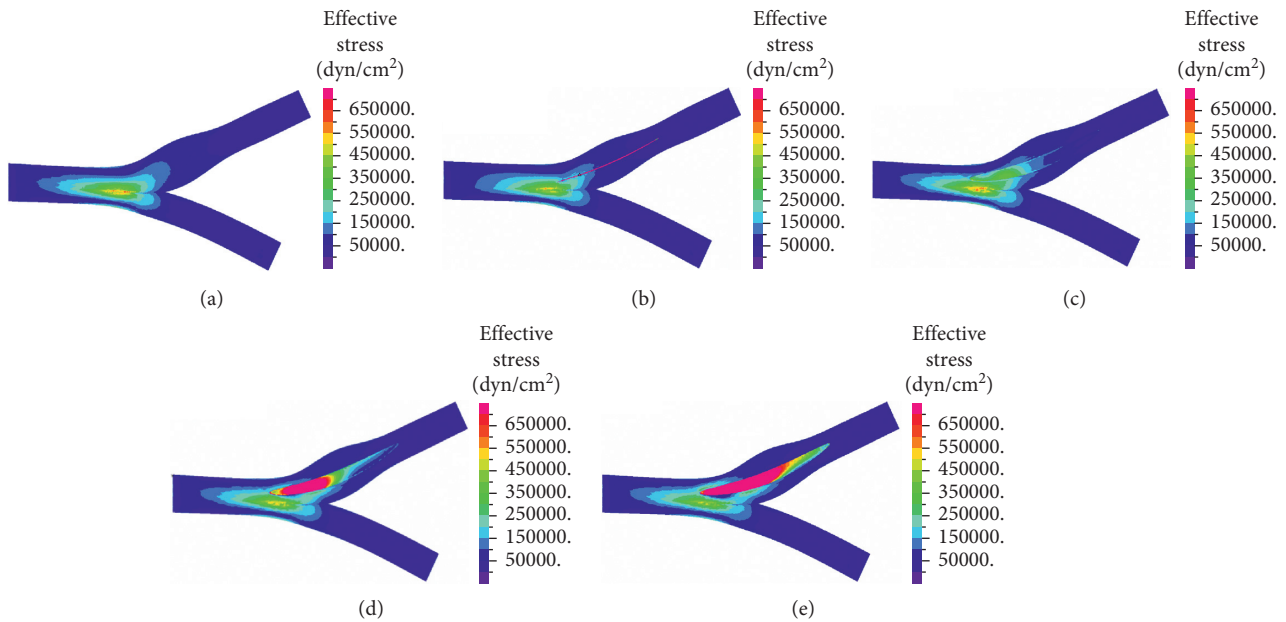 Effective
stress
(dyn/cm²)
650000.
550000.
450000.
350000.
250000.
150000.
50000.
(a)
Effective
stress
(dyn/cm²)
650000.
550000.
450000.
350000.
250000.
150000.
50000.
(b)
Effective
stress
(dyn/cm²)
650000.
550000.
450000.
350000.
250000.
150000.
50000.
(c)
Effective
stress
(dyn/cm²)
650000.
550000.
450000.
350000.
250000.
150000.
50000.
(d)
Effective
stress
(dyn/cm²)
650000.
550000.
450000.
350000.
250000.
150000.
50000.
(e)